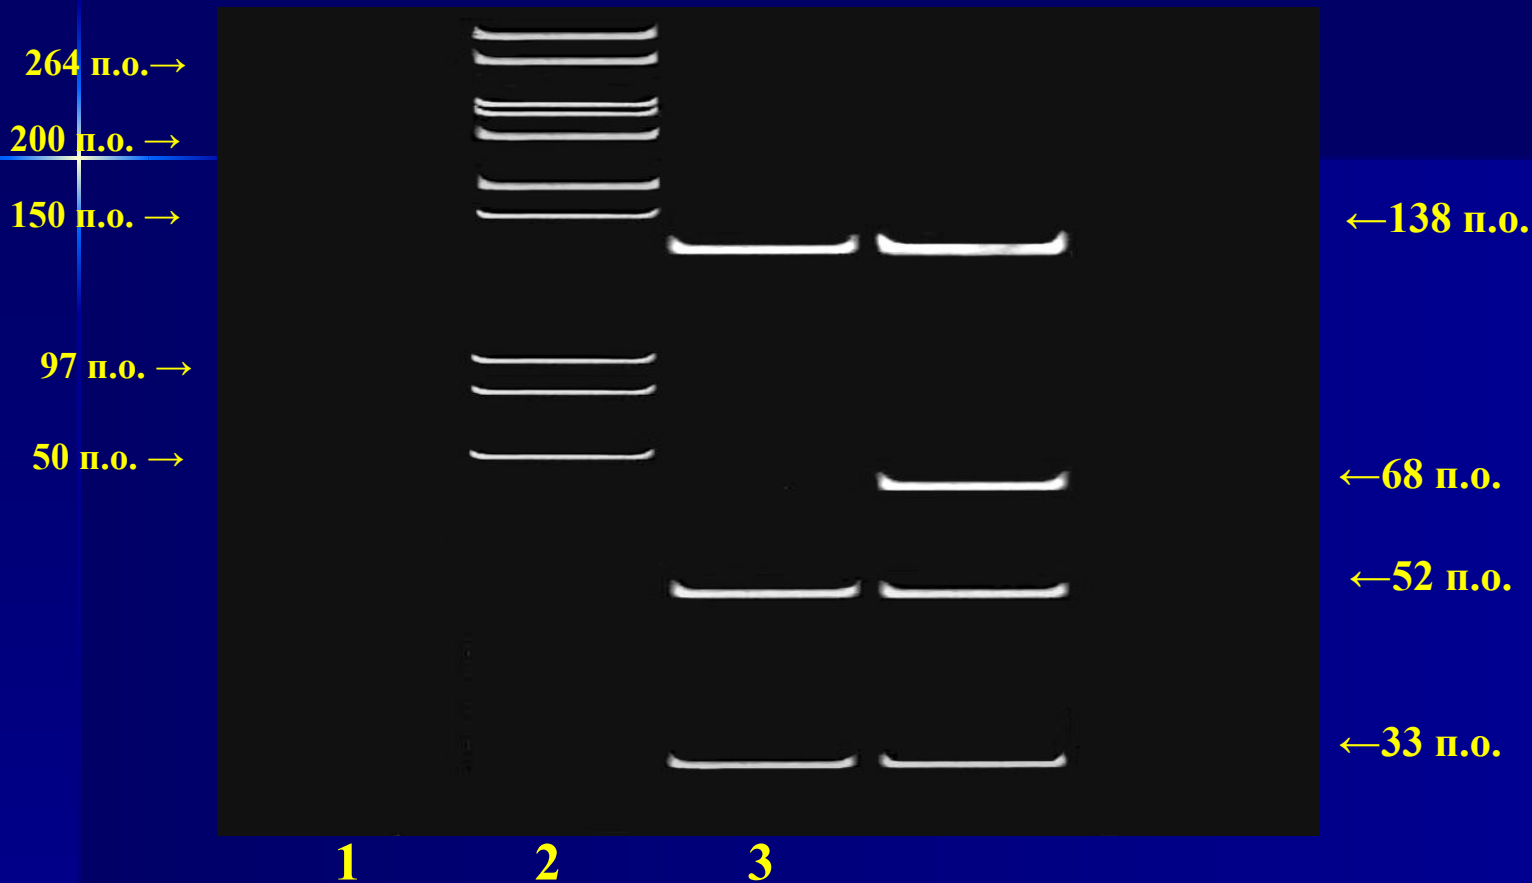 264 п.о.→
200 п.о. →
150 п.о. →
←138 п.о.
97 п.о. →
50 п.о. →
←68 п.о.
←52 п.о.
←33 п.о.
1 2 3